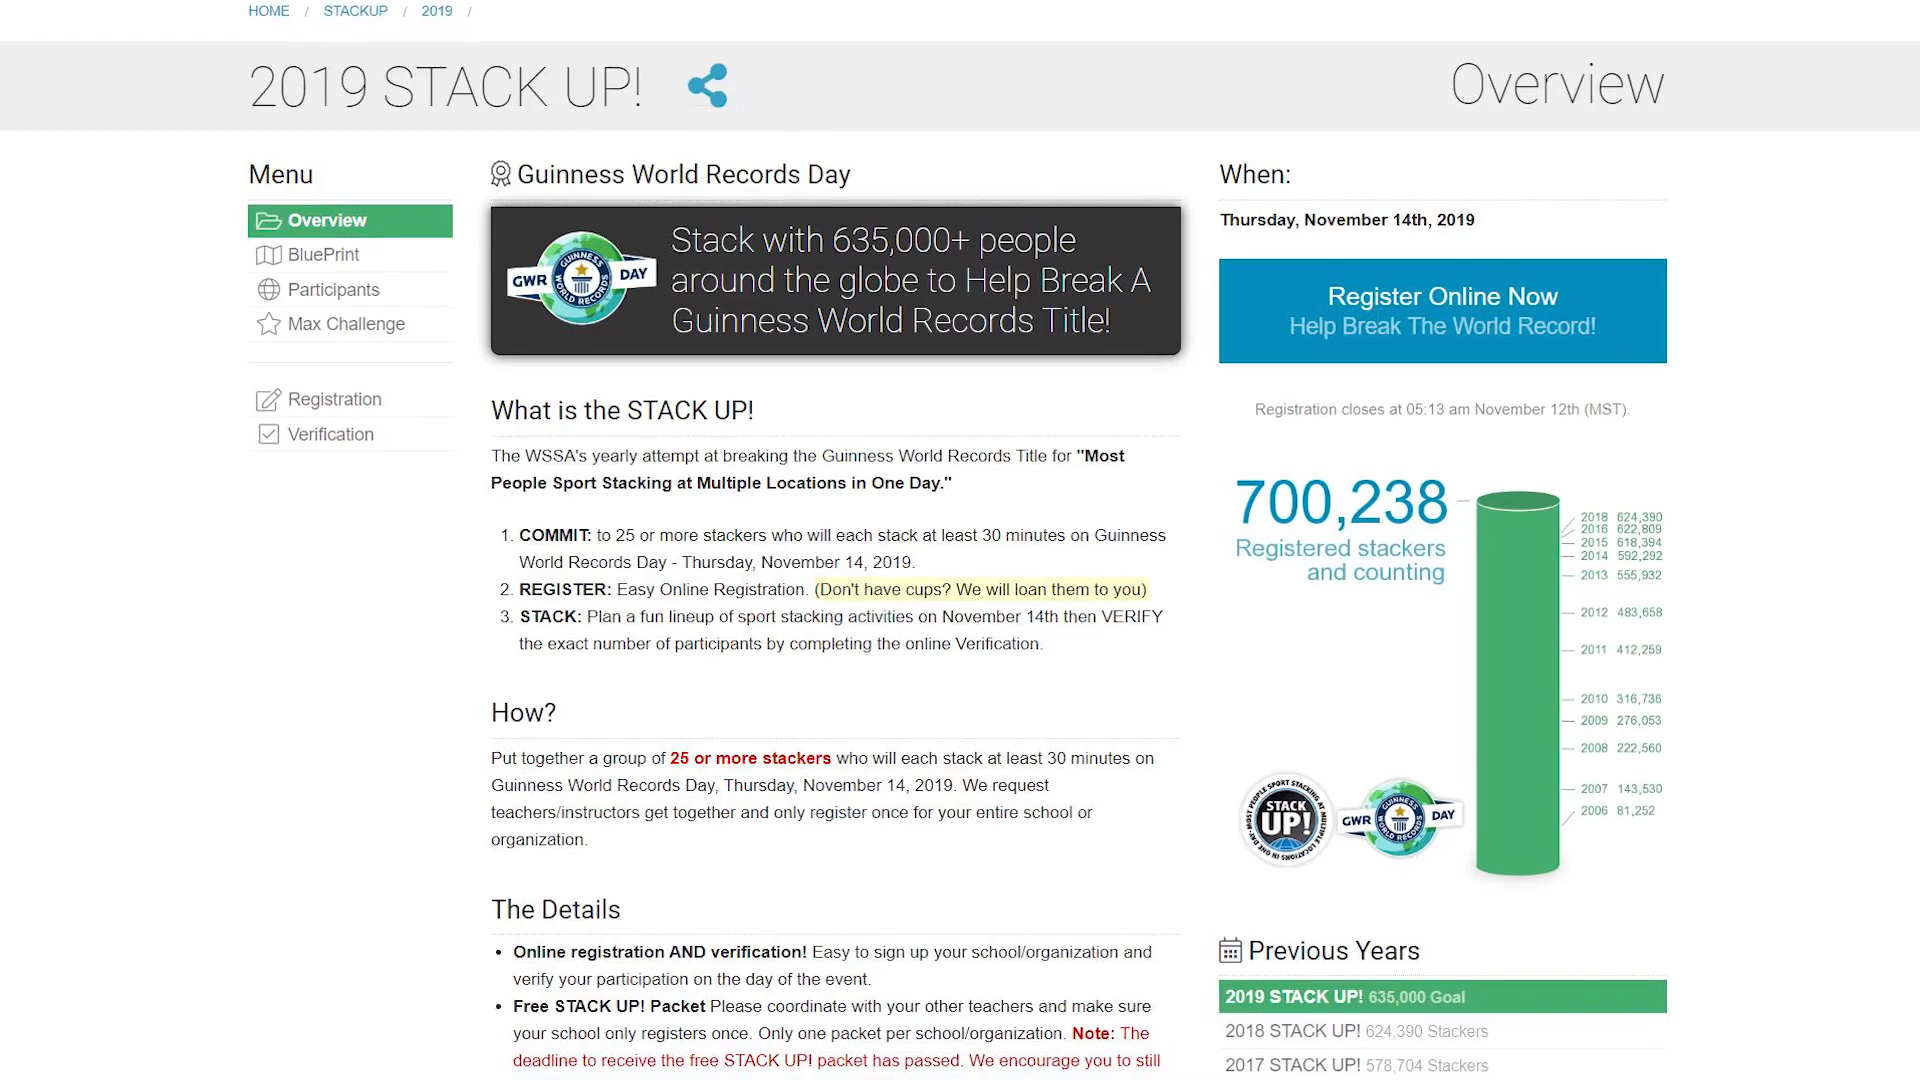 HOME / STACKUP / 2019 /
2019 STACK UP!
Overview
Menu
Overview
BluePrint
Participants
Max Challenge
Registration
Verification
Guinness World Records Day
GWR GUINNESS WORLD RECORDS DAY
Stack with 635,000+ people
around the globe to Help Break A
Guinness World Records Title!
What is the STACK UP!
The WSSA's yearly attempt at breaking the Guinness World Records Title for "Most
People Sport Stacking at Multiple Locations in One Day."
1. COMMIT: to 25 or more stackers who will each stack at least 30 minutes on Guinness
World Records Day - Thursday, November 14, 2019.
2. REGISTER: Easy Online Registration. (Don't have cups? We will loan them to you)
3. STACK: Plan a fun lineup of sport stacking activities on November 14th then VERIFY
the exact number of participants by completing the online Verification.
How?
Put together a group of 25 or more stackers who will each stack at least 30 minutes on
Guinness World Records Day, Thursday, November 14, 2019. We request
teachers/instructors get together and only register once for your entire school or
organization.
The Details
• Online registration AND verification! Easy to sign up your school/organization and
verify your participation on the day of the event.
• Free STACK UP! Packet Please coordinate with your other teachers and make sure
your school only registers once. Only one packet per school/organization. Note: The
deadline to receive the free STACK UP! packet has passed. We encourage you to still
When:
Thursday, November 14th, 2019
Register Online Now
Help Break The World Record!
Registration closes at 05:13 am November 12th (MST).
700,238
Registered stackers
and counting
2018 624,390
2016 622,809
2015 618,394
2014 592,292
2013 555,932
2012 483,658
2011 412,259
2010 316,736
2009 276,053
2008 222,560
2007 143,530
2006 81,252
MOST PEOPLE SPORT STACKING AT MULTIPLE LOCATIONS IN ONE DAY
STACK
UP!
GWR GUINNESS WORLD RECORDS DAY
Previous Years
2019 STACK UP! 635,000 Goal
2018 STACK UP! 624,390 Stackers
2017 STACK UP! 578,704 Stackers